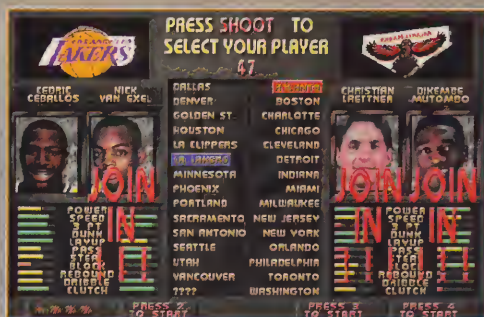 PRESS SHOOT TO
SELECT YOUR PLAYER
47
LOS ANGELES
LAKERS
CEDRIC
CEBALLOS
NICK
VAN EXEL
CHRISTIAN
LAETTNER
DIKEMBE
MUTOMBO
DALLAS
DENVER
GOLDEN ST.
HOUSTON
LA CLIPPERS
LA LAKERS
MINNESOTA
PHOENIX
PORTLAND
SACRAMENTO
SAN ANTONIO
SEATTLE
UTAH
VANCOUVER
????
BOSTON
CHARLOTTE
CHICAGO
CLEVELAND
DETROIT
INDIANA
MIAMI
MILWAUKEE
NEW JERSEY
NEW YORK
ORLANDO
PHILADELPHIA
TORONTO
WASHINGTON
JOIN
IN
!!
JOIN
IN
!!
JOIN
IN
!!
POWER
SPEED
3 PT
DUNK
LAYUP
PASS
STEAL
BLOCK
REBOUND
DRIBBLE
CLUTCH
POWER
SPEED
3 PT
DUNK
LAYUP
PASS
STEAL
BLOCK
REBOUND
DRIBBLE
CLUTCH
PRESS 2
TO START
PRESS 3
TO START
PRESS 4
TO START